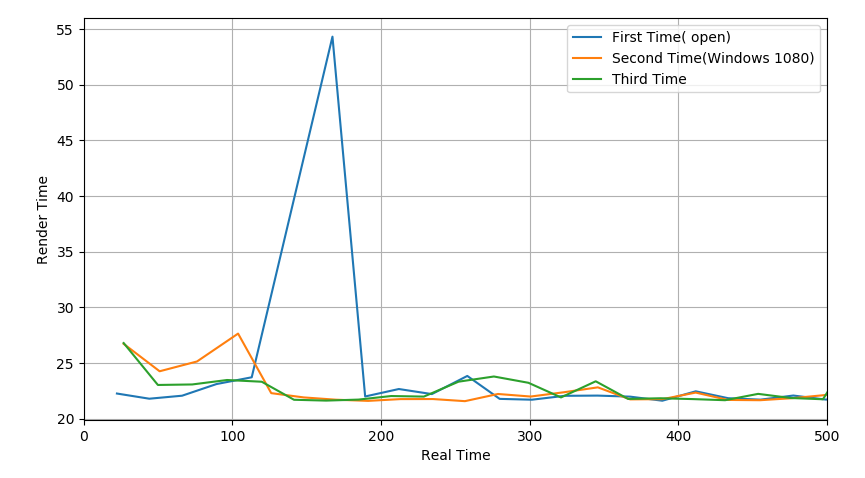 55
50
45
40
35
30
25
20
Render Time
First Time( open)
Second Time(Windows 1080)
Third Time
0 100 200 300 400 500
Real Time